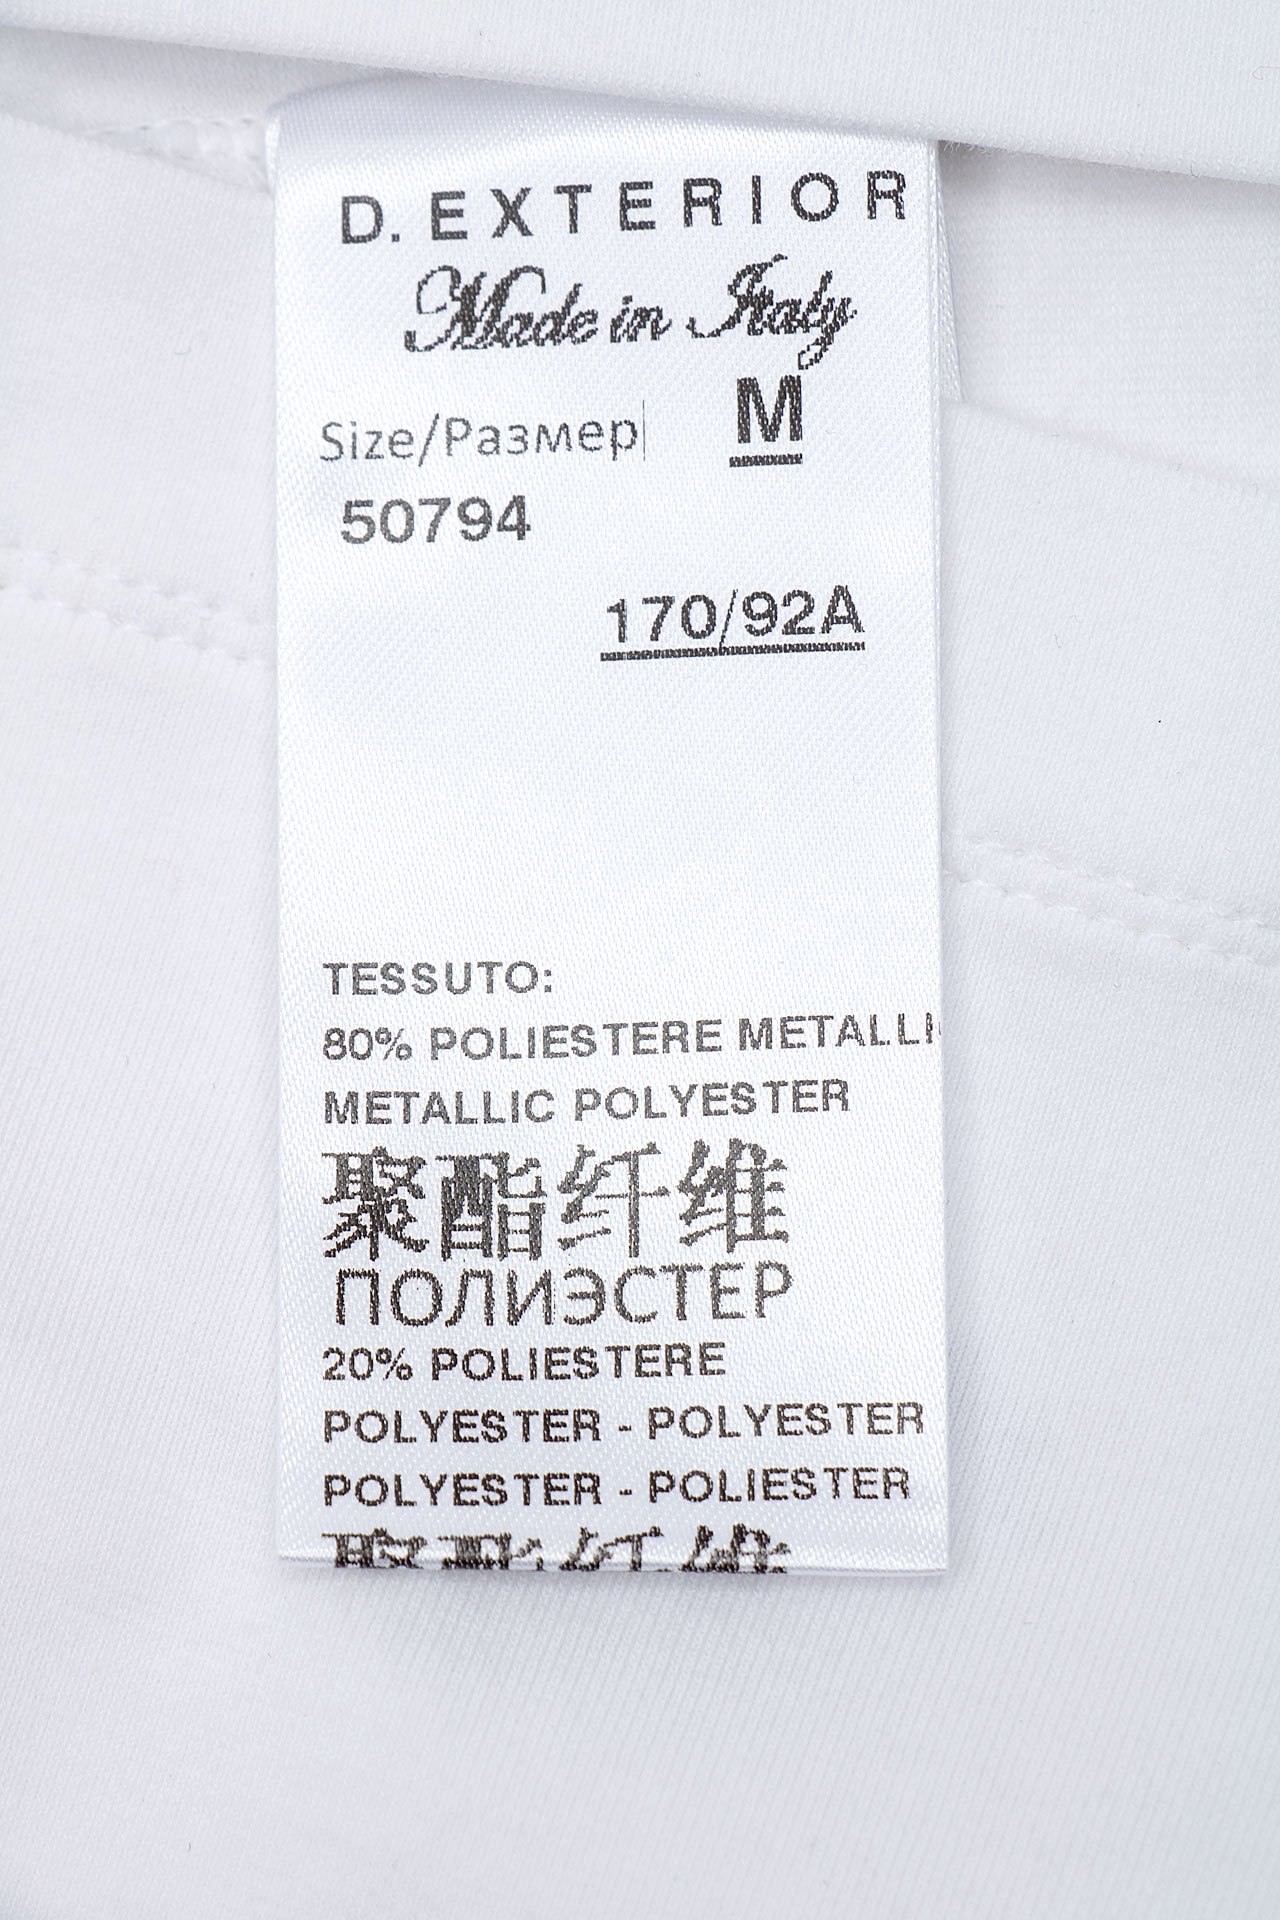 D. EXTERIOR
Made in Italy
Size/Размер M
50794
170/92A
TESSUTO:
80% POLIESTERE METALLI
METALLIC POLYESTER
聚酯纤维
ПОЛИЭСТЕР
20% POLIESTERE
POLYESTER - POLYESTER
POLYESTER - POLIESTER